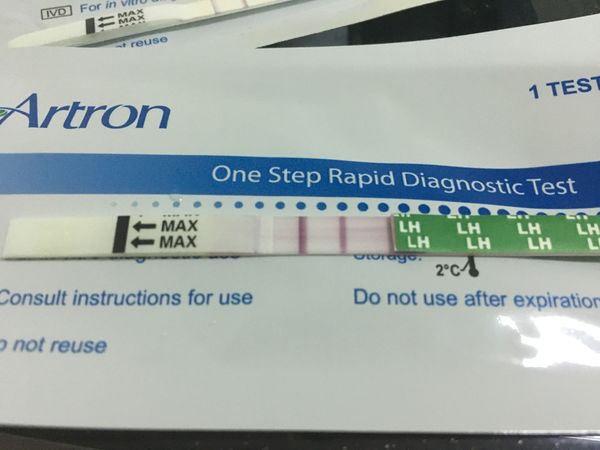 IVD For in vitro
MAX
MAX
not reuse
Artron
1 TEST
One Step Rapid Diagnostic Test
MAX
MAX
LH LH LH LH
LH LH LH LH
Storage:
2°C
Consult instructions for use
Do not use after expiration
not reuse